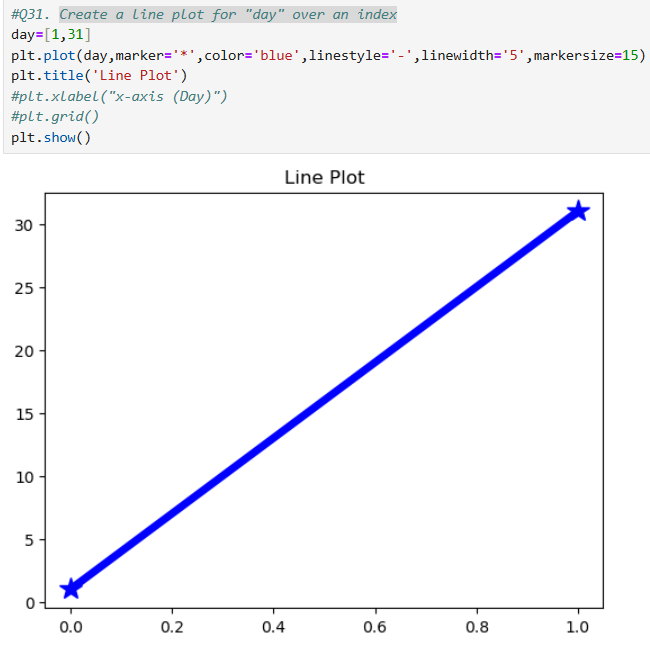 #Q31. Create a line plot for "day" over an index
day=[1,31]
plt.plot(day,marker='*',color='blue',linestyle='-',linewidth='5',markersize=15)
plt.title('Line Plot')
#plt.xlabel("x-axis (Day)")
#plt.grid()
plt.show()
Line Plot
30
25
20
15
10
5
0
0.0 0.2 0.4 0.6 0.8 1.0